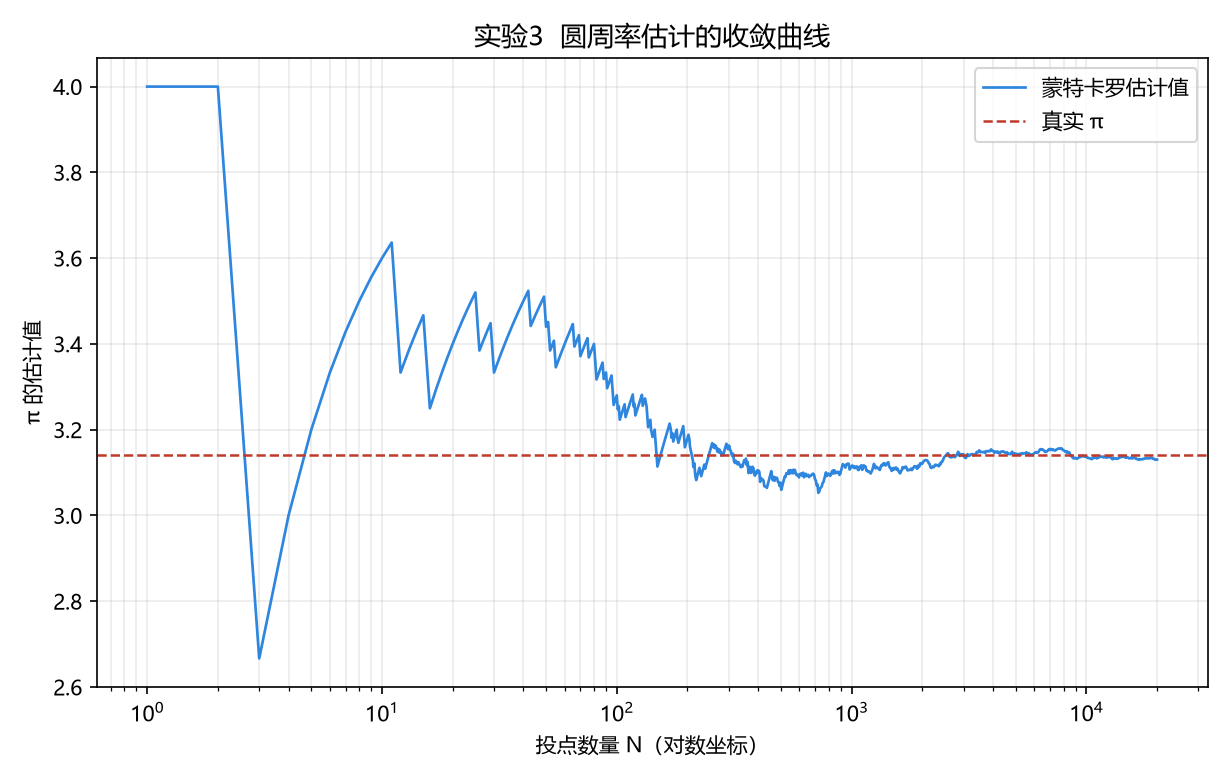 实验3 圆周率估计的收敛曲线
蒙特卡罗估计值
真实 π
π 的估计值
4.0
3.8
3.6
3.4
3.2
3.0
2.8
2.6
10⁰ 10¹ 10² 10³ 10⁴
投点数量 N（对数坐标）